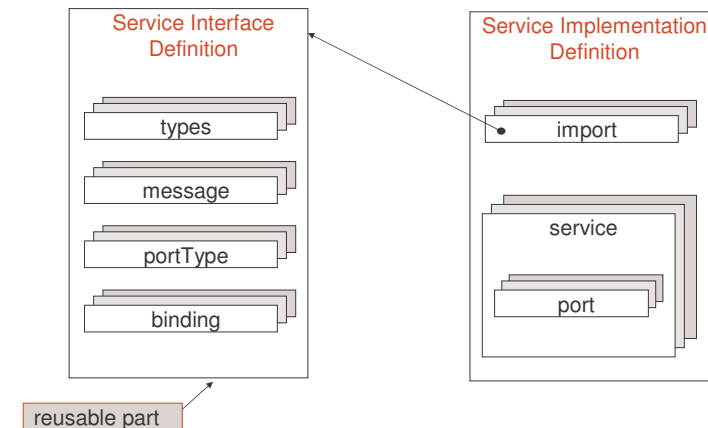 Service Interface
Definition
types
message
portType
binding
reusable part
Service Implementation
Definition
import
service
port